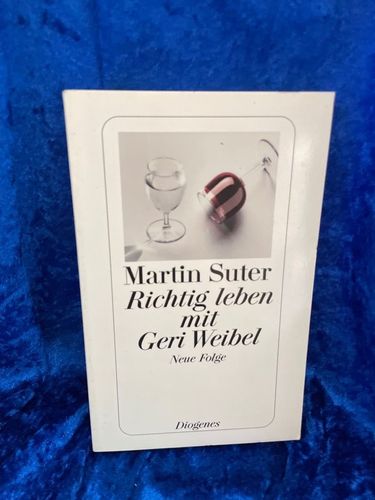 Martin Suter
Richtig leben
mit
Geri Weibel
Neue Folge
Diogenes